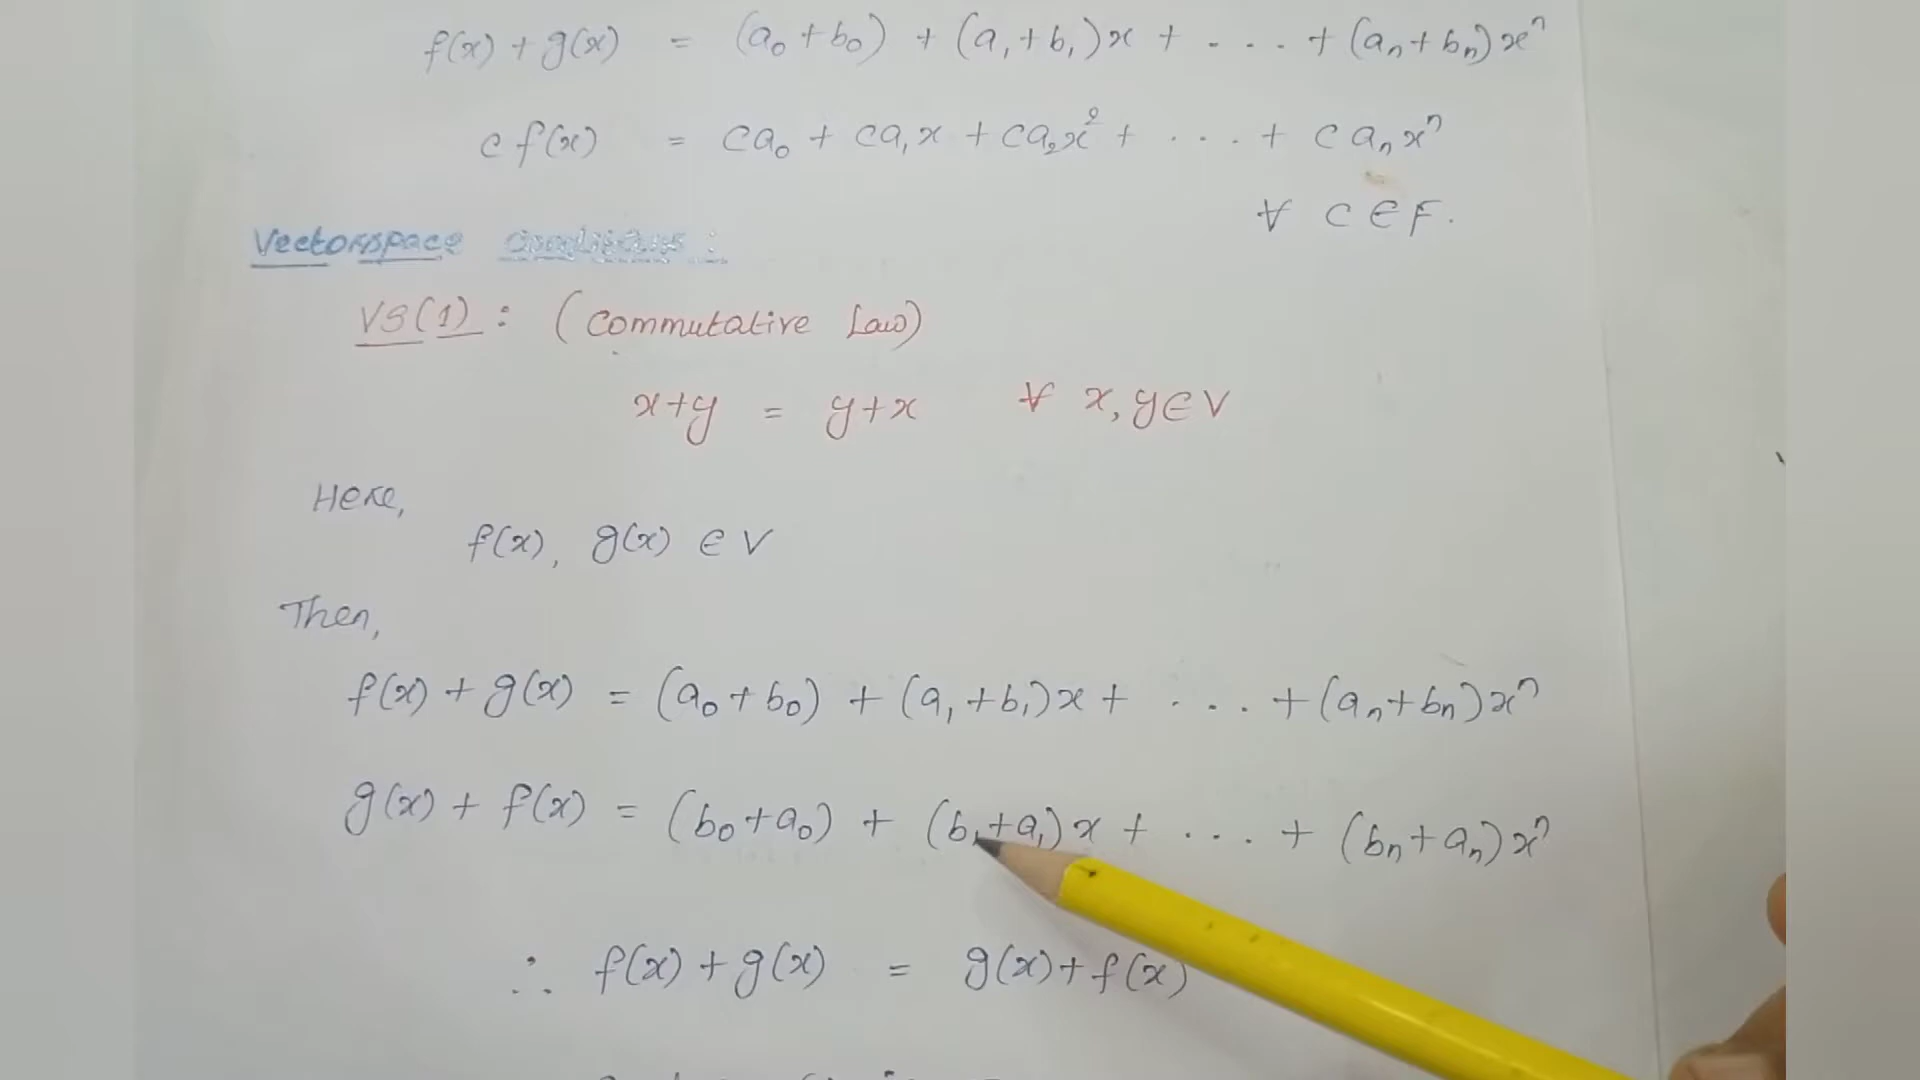 f(x) + g(x) = (a₀ + b₀) + (a₁ + b₁)x + . . . + (aₙ + bₙ)xⁿ
c f(x) = ca₀ + ca₁x + ca₂x² + . . . + c aₙxⁿ
∀ c ∈ F.
Vectorspace Conditions :
VS(1) : (Commutative Law)
x+y = y+x ∀ x, y ∈ V
Here,
f(x), g(x) ∈ V
Then,
f(x) + g(x) = (a₀ + b₀) + (a₁ + b₁)x + . . . + (aₙ + bₙ)xⁿ
g(x) + f(x) = (b₀ + a₀) + (b₁ + a₁)x + . . . + (bₙ + aₙ)xⁿ
∴ f(x) + g(x) = g(x) + f(x)